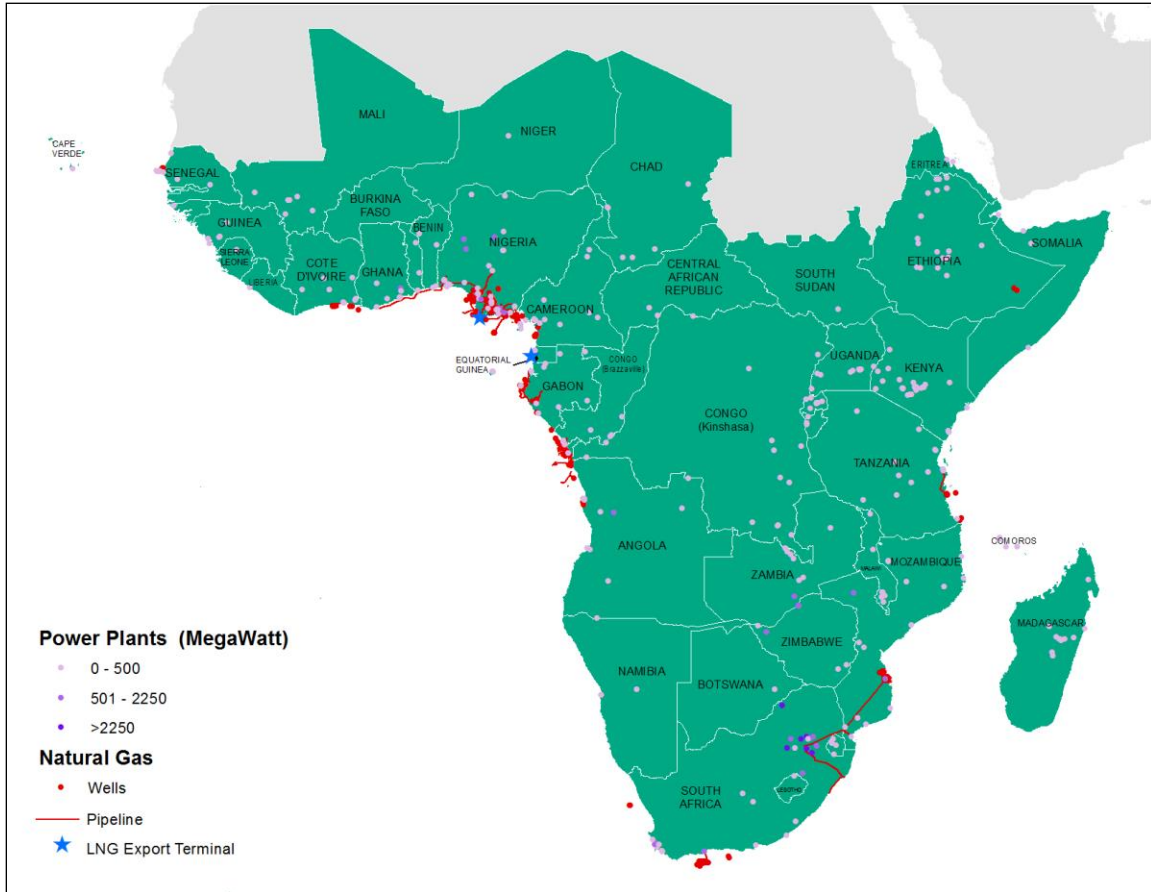 MALI
NIGER
CHAD
CAPE
VERDE
SENEGAL
ERITREA
BURKINA
FASO
GUINEA
BENIN
NIGERIA
SOMALIA
SIERRA
LEONE
COTE
D'IVOIRE
GHANA
ETHIOPIA
CENTRAL
AFRICAN
REPUBLIC
SOUTH
SUDAN
LIBERIA
CAMEROON
EQUATORIAL
GUINEA
CONGO
(Brazzaville)
UGANDA
KENYA
GABON
CONGO
(Kinshasa)
TANZANIA
COMOROS
ANGOLA
ZAMBIA
MALAWI
MOZAMBIQUE
MADAGASCAR
ZIMBABWE
NAMIBIA
BOTSWANA
SOUTH
AFRICA
LESOTHO
Power Plants (MegaWatt)
0 - 500
501 - 2250
>2250
Natural Gas
Wells
Pipeline
LNG Export Terminal